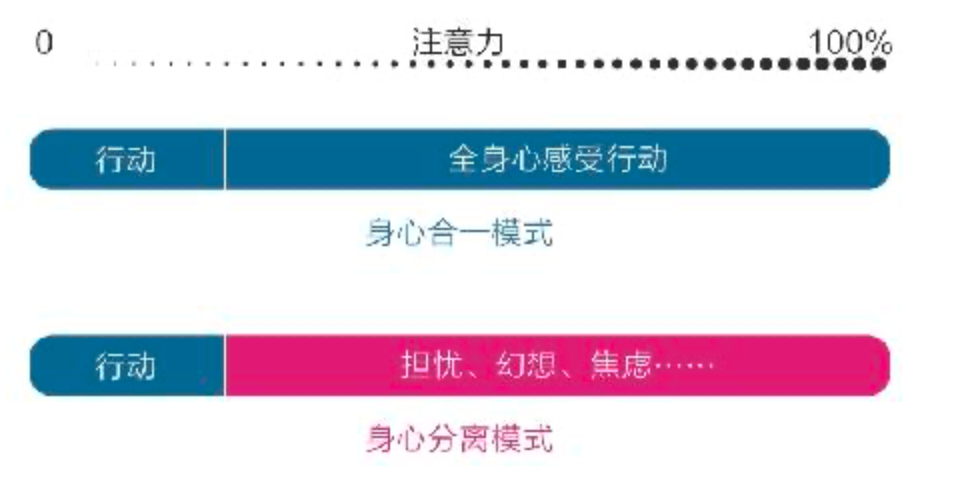 0 注意力 100%
行动 全身心感受行动
身心合一模式
行动 担忧、幻想、焦虑……
身心分离模式